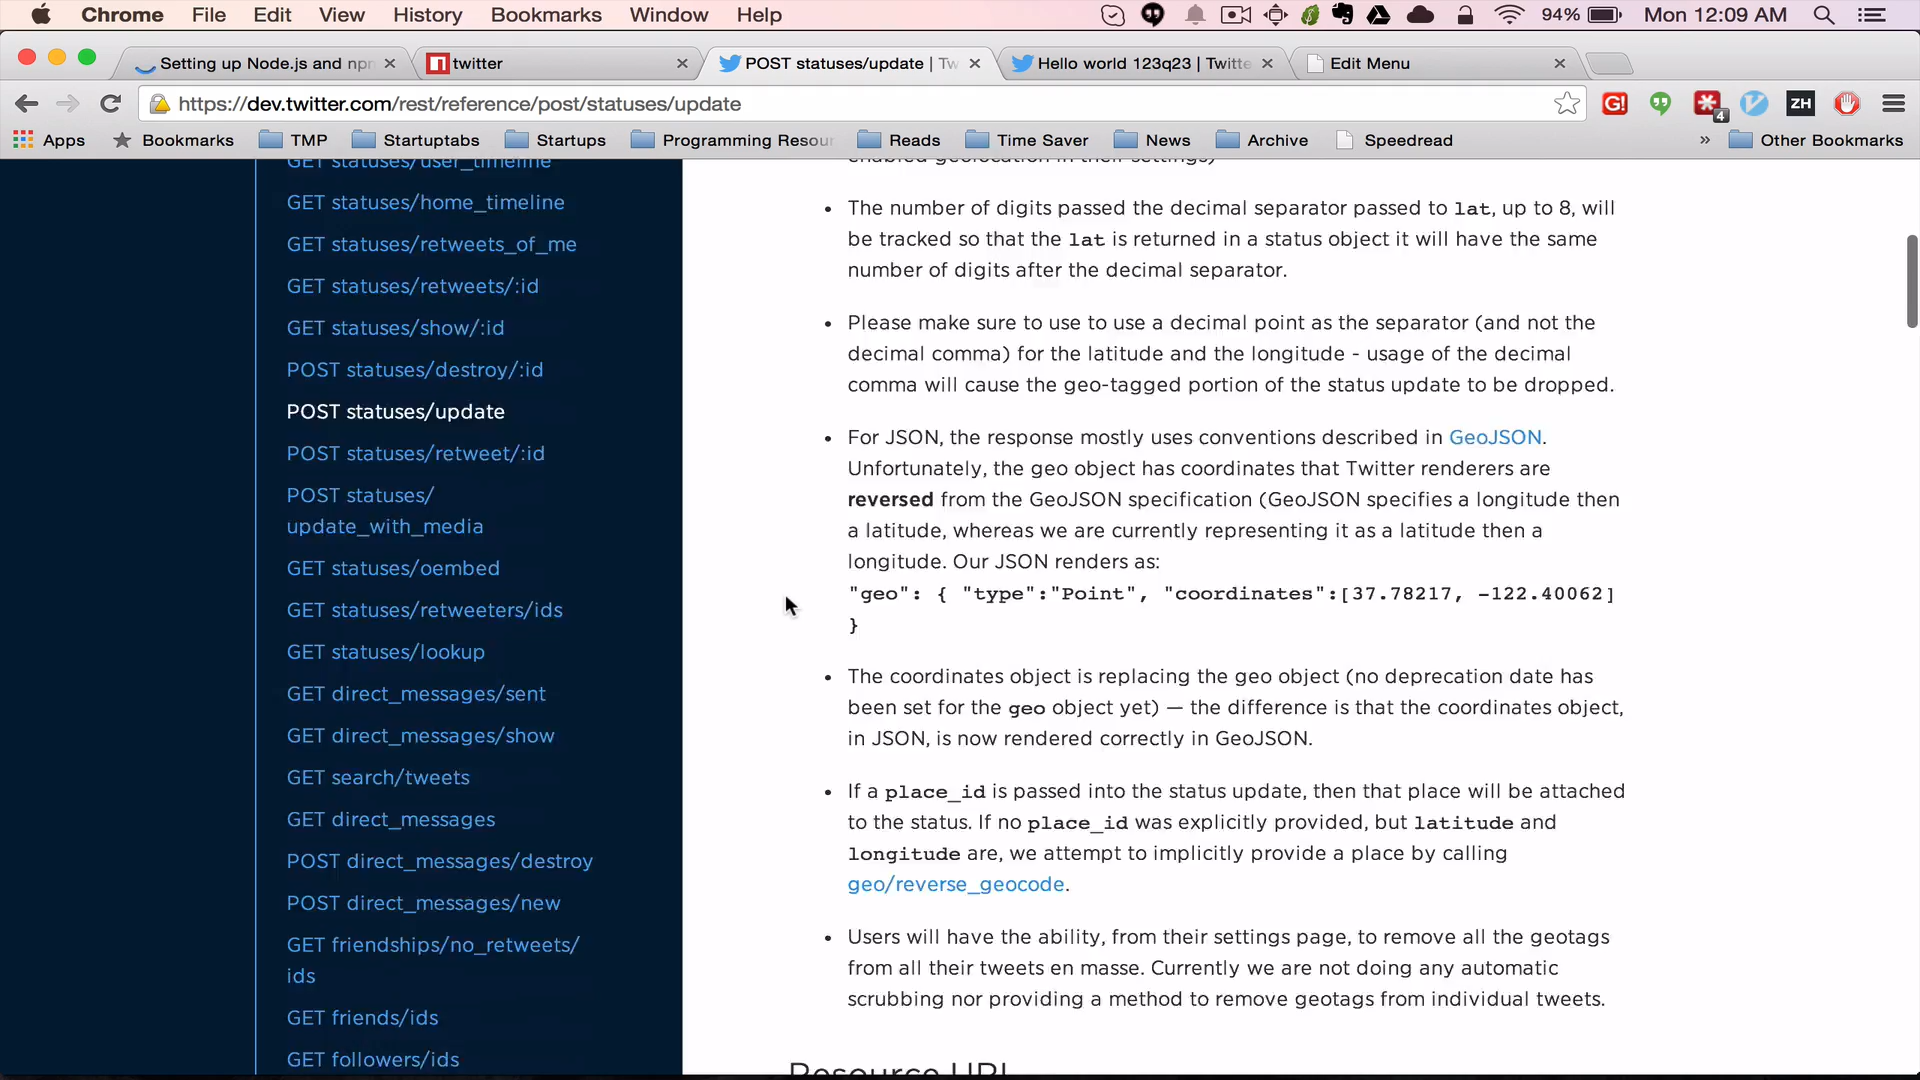 Chrome File Edit View History Bookmarks Window Help 94% Mon 12:09 AM
Setting up Node.js and npm twitter POST statuses/update | Tw Hello world 123q23 | Twitte Edit Menu
https://dev.twitter.com/rest/reference/post/statuses/update G! 4 ZH
Apps Bookmarks TMP Startuptabs Startups Programming Resou Reads Time Saver News Archive Speedread » Other Bookmarks
GET statuses/user_timeline
GET statuses/home_timeline
GET statuses/retweets_of_me
GET statuses/retweets/:id
GET statuses/show/:id
POST statuses/destroy/:id
POST statuses/update
POST statuses/retweet/:id
POST statuses/
update_with_media
GET statuses/oembed
GET statuses/retweeters/ids
GET statuses/lookup
GET direct_messages/sent
GET direct_messages/show
GET search/tweets
GET direct_messages
POST direct_messages/destroy
POST direct_messages/new
GET friendships/no_retweets/
ids
GET friends/ids
GET followers/ids
enabled geolocation in their settings)
• The number of digits passed the decimal separator passed to lat, up to 8, will
be tracked so that the lat is returned in a status object it will have the same
number of digits after the decimal separator.
• Please make sure to use to use a decimal point as the separator (and not the
decimal comma) for the latitude and the longitude - usage of the decimal
comma will cause the geo-tagged portion of the status update to be dropped.
• For JSON, the response mostly uses conventions described in GeoJSON.
Unfortunately, the geo object has coordinates that Twitter renderers are
reversed from the GeoJSON specification (GeoJSON specifies a longitude then
a latitude, whereas we are currently representing it as a latitude then a
longitude. Our JSON renders as:
"geo": { "type":"Point", "coordinates":[37.78217, -122.40062]
}
• The coordinates object is replacing the geo object (no deprecation date has
been set for the geo object yet) — the difference is that the coordinates object,
in JSON, is now rendered correctly in GeoJSON.
• If a place_id is passed into the status update, then that place will be attached
to the status. If no place_id was explicitly provided, but latitude and
longitude are, we attempt to implicitly provide a place by calling
geo/reverse_geocode.
• Users will have the ability, from their settings page, to remove all the geotags
from all their tweets en masse. Currently we are not doing any automatic
scrubbing nor providing a method to remove geotags from individual tweets.
Resource URL